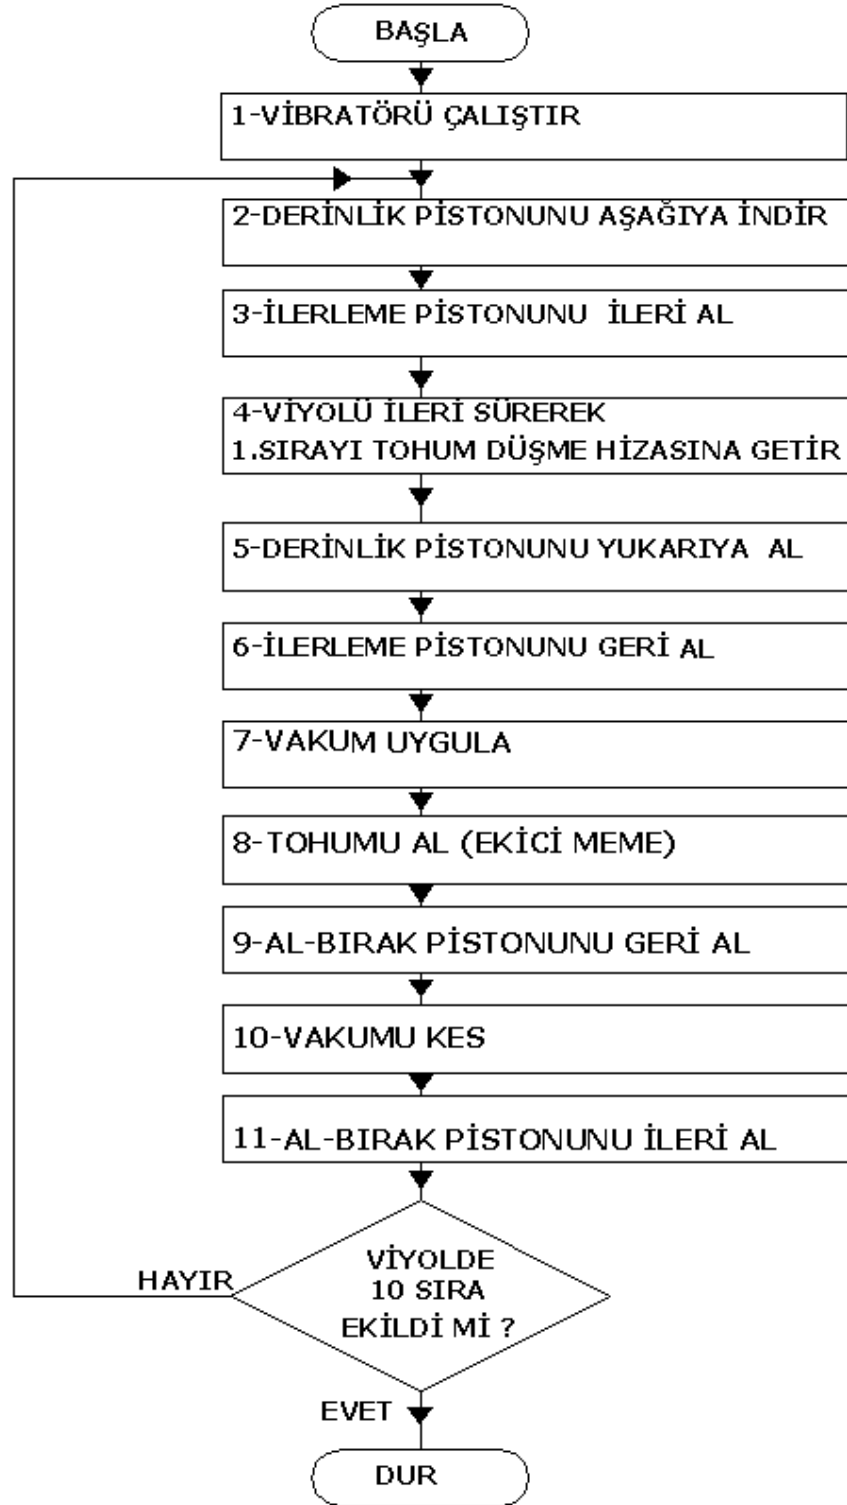 BAŞLA
1-VİBRATÖRÜ ÇALIŞTIR
2-DERİNLİK PİSTONUNU AŞAĞIYA İNDİR
3-İLERLEME PİSTONUNU İLERİ AL
4-VİYOLÜ İLERİ SÜREREK
1.SIRAYI TOHUM DÜŞME HİZASINA GETİR
5-DERİNLİK PİSTONUNU YUKARIYA AL
6-İLERLEME PİSTONUNU GERİ AL
7-VAKUM UYGULA
8-TOHUMU AL (EKİCİ MEME)
9-AL-BIRAK PİSTONUNU GERİ AL
10-VAKUMU KES
11-AL-BIRAK PİSTONUNU İLERİ AL
VİYOLDE
10 SIRA
EKİLDİ Mİ ?
HAYIR
EVET
DUR